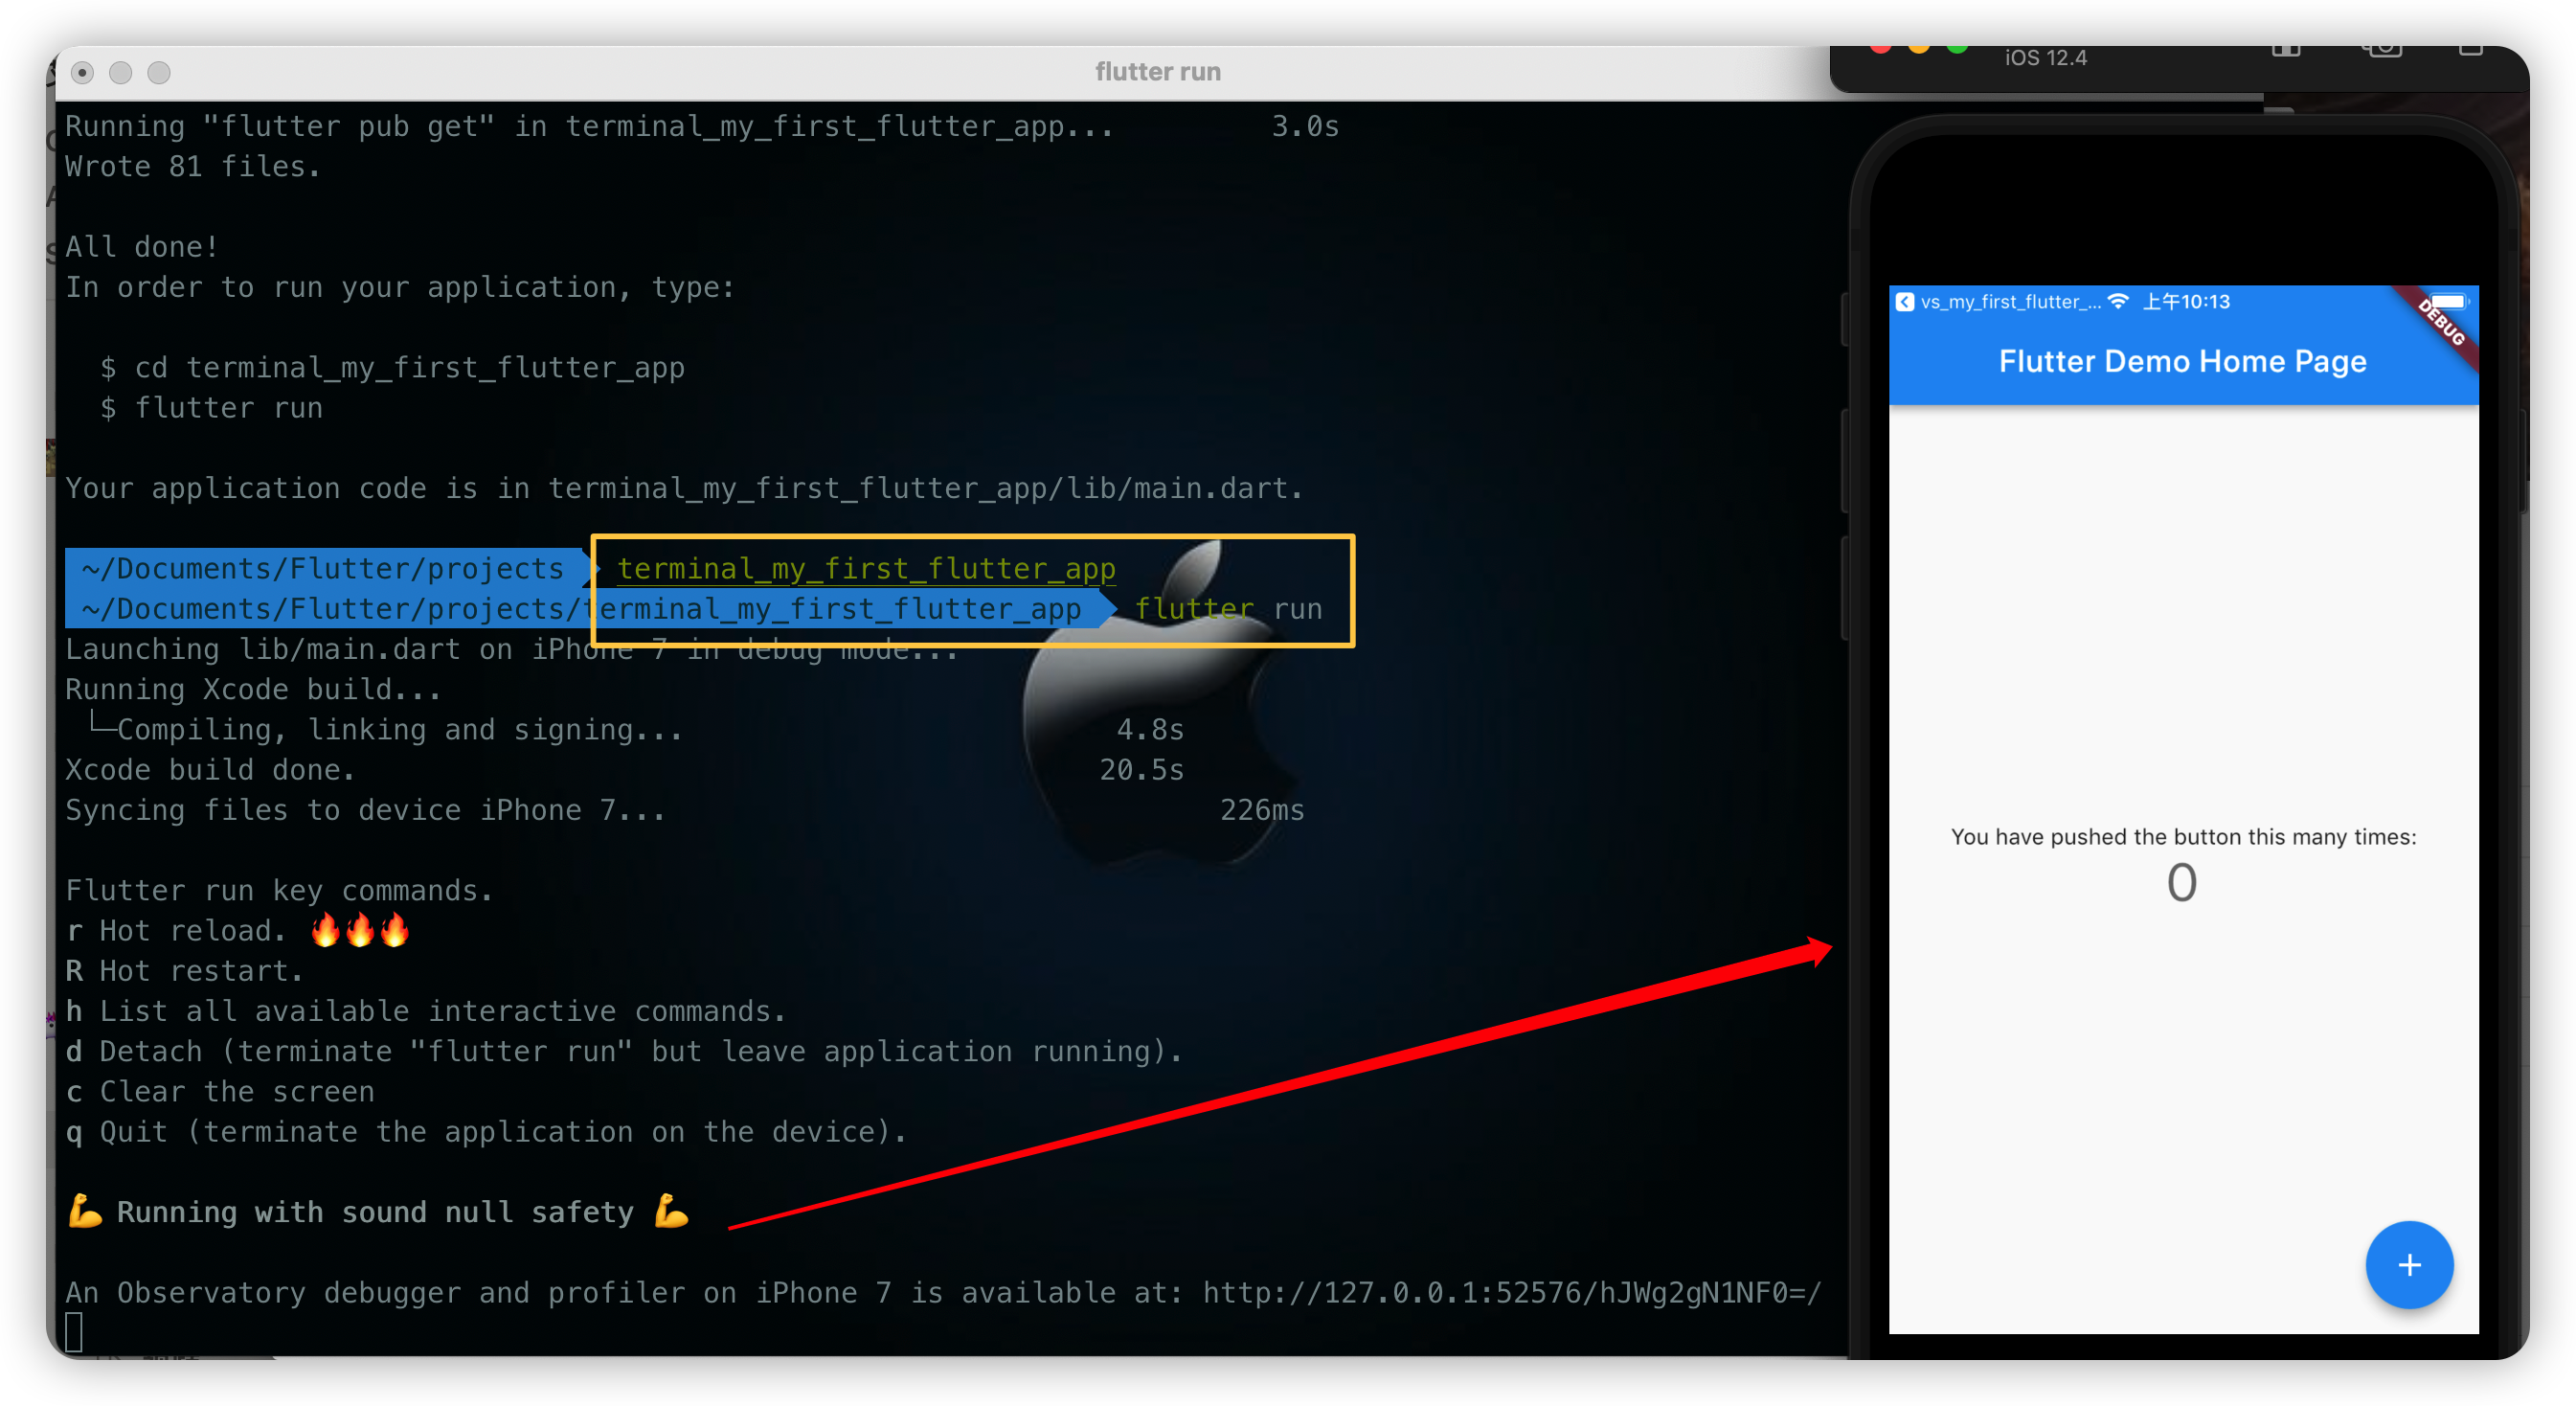 flutter run
Running "flutter pub get" in terminal_my_first_flutter_app... 3.0s
Wrote 81 files.
All done!
In order to run your application, type:
$ cd terminal_my_first_flutter_app
$ flutter run
Your application code is in terminal_my_first_flutter_app/lib/main.dart.
~/Documents/Flutter/projects terminal_my_first_flutter_app
~/Documents/Flutter/projects/terminal_my_first_flutter_app flutter run
Launching lib/main.dart on iPhone 7 in debug mode...
Running Xcode build...
└─Compiling, linking and signing... 4.8s
Xcode build done. 20.5s
Syncing files to device iPhone 7... 226ms
Flutter run key commands.
r Hot reload. 🔥🔥🔥
R Hot restart.
h List all available interactive commands.
d Detach (terminate "flutter run" but leave application running).
c Clear the screen
q Quit (terminate the application on the device).
💪 Running with sound null safety 💪
An Observatory debugger and profiler on iPhone 7 is available at: http://127.0.0.1:52576/hJWg2gN1NF0=/
iOS 12.4
vs_my_first_flutter_... 上午10:13
DEBUG
Flutter Demo Home Page
You have pushed the button this many times:
0
+